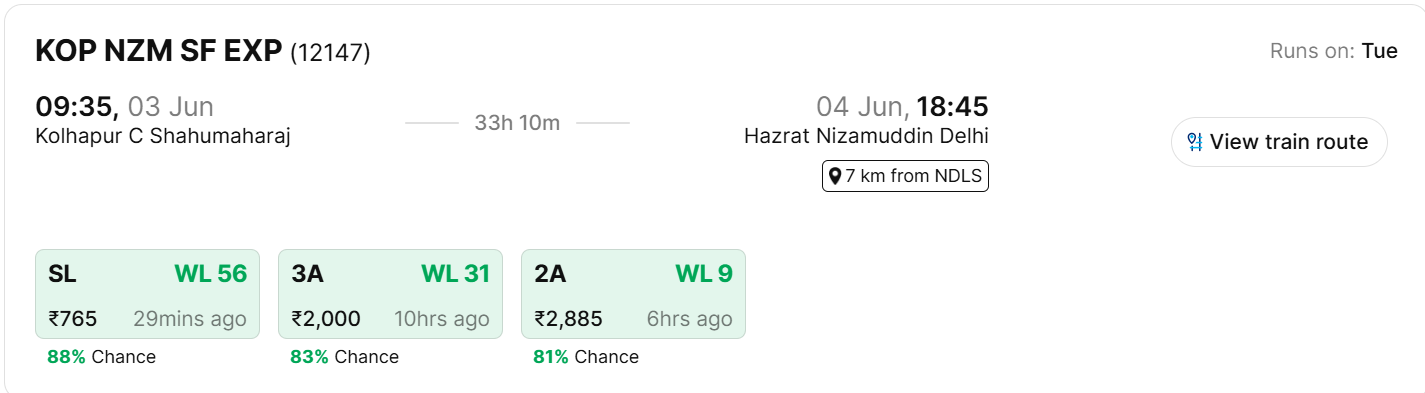 KOP NZM SF EXP (12147)
Runs on: Tue
09:35, 03 Jun
33h 10m
04 Jun, 18:45
Kolhapur C Shahumaharaj
Hazrat Nizamuddin Delhi
7 km from NDLS
View train route
SL WL 56
₹765 29mins ago
88% Chance
3A WL 31
₹2,000 10hrs ago
83% Chance
2A WL 9
₹2,885 6hrs ago
81% Chance